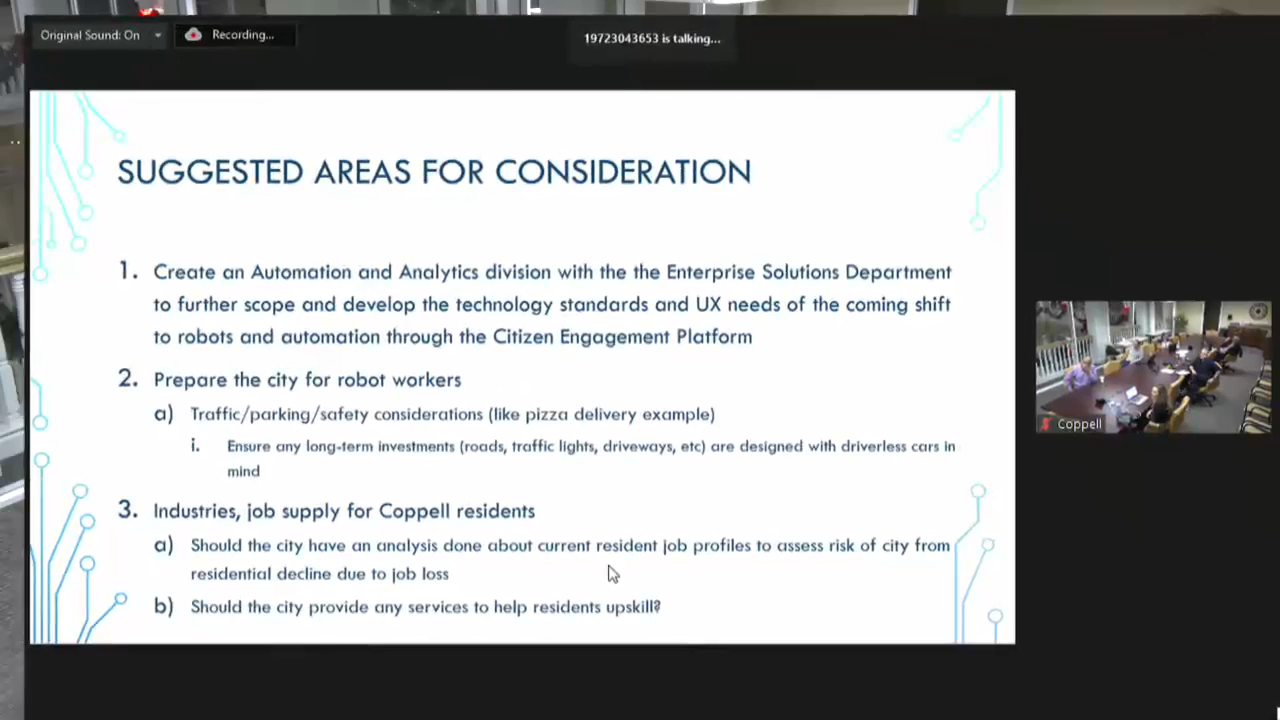 Original Sound: On
Recording...
19723043653 is talking...
SUGGESTED AREAS FOR CONSIDERATION
1. Create an Automation and Analytics division with the the Enterprise Solutions Department
to further scope and develop the technology standards and UX needs of the coming shift
to robots and automation through the Citizen Engagement Platform
2. Prepare the city for robot workers
a) Traffic/parking/safety considerations (like pizza delivery example)
i. Ensure any long-term investments (roads, traffic lights, driveways, etc) are designed with driverless cars in
mind
3. Industries, job supply for Coppell residents
a) Should the city have an analysis done about current resident job profiles to assess risk of city from
residential decline due to job loss
b) Should the city provide any services to help residents upskill?
Coppell